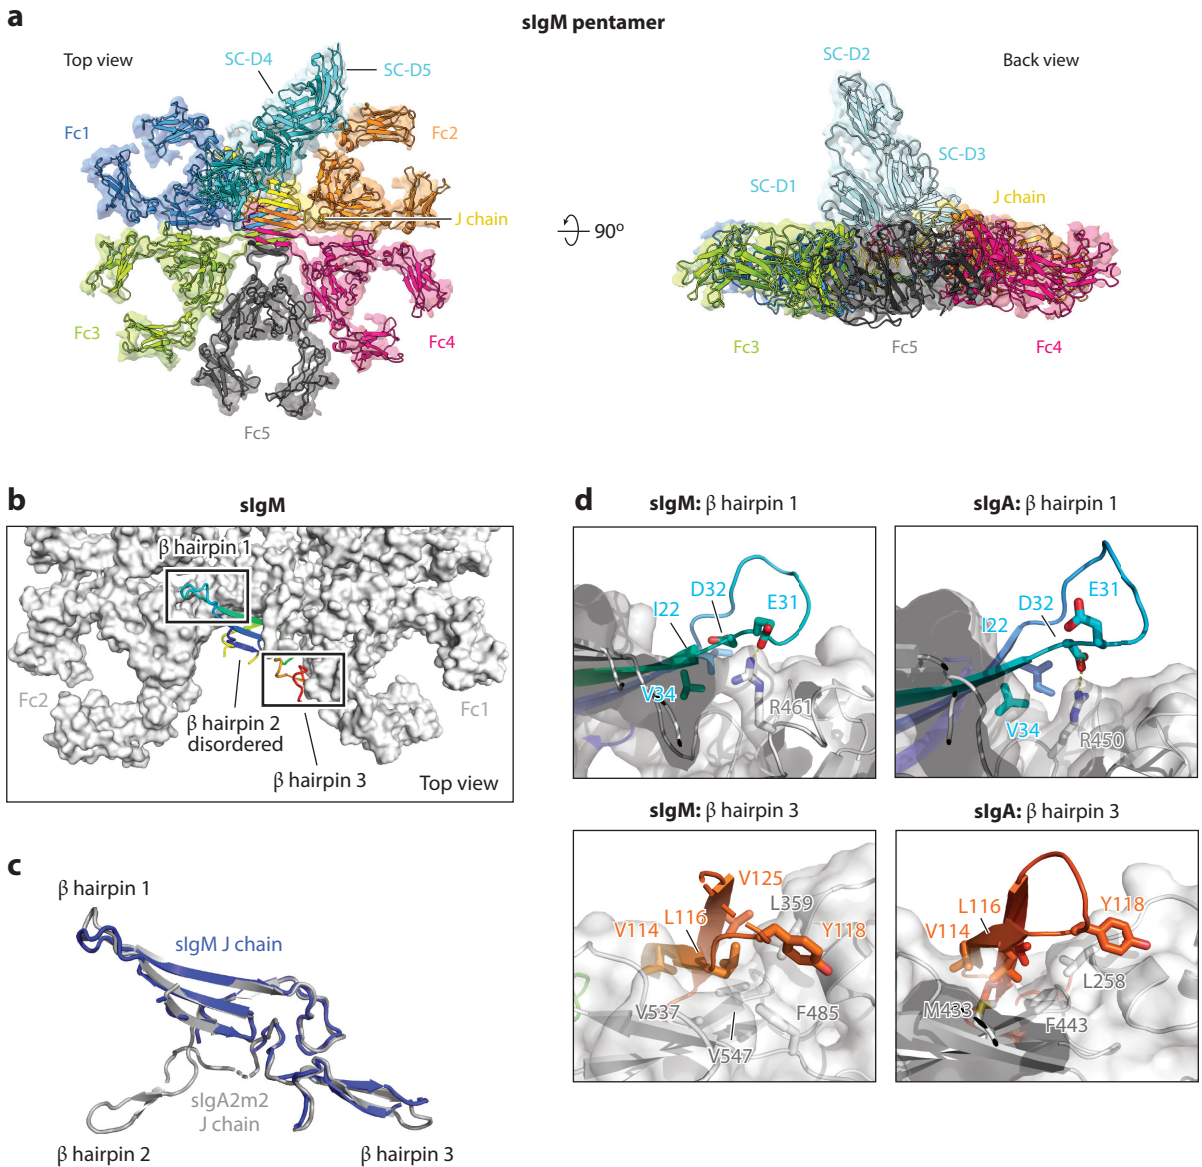 a
sIgM pentamer
Top view
SC-D4
SC-D5
Fc1
Fc2
J chain
Fc3
Fc4
Fc5
90º
SC-D2
Back view
SC-D3
SC-D1
J chain
Fc3
Fc5
Fc4
b
sIgM
β hairpin 1
Fc2
Fc1
β hairpin 2
disordered
β hairpin 3
Top view
c
β hairpin 1
sIgM J chain
sIgA2m2
J chain
β hairpin 2
β hairpin 3
d
sIgM: β hairpin 1
D32
E31
I22
V34
R461
sIgA: β hairpin 1
E31
D32
I22
V34
R450
sIgM: β hairpin 3
V125
L359
L116
V114
Y118
V537
F485
V547
sIgA: β hairpin 3
L116
Y118
V114
L258
M433
F443